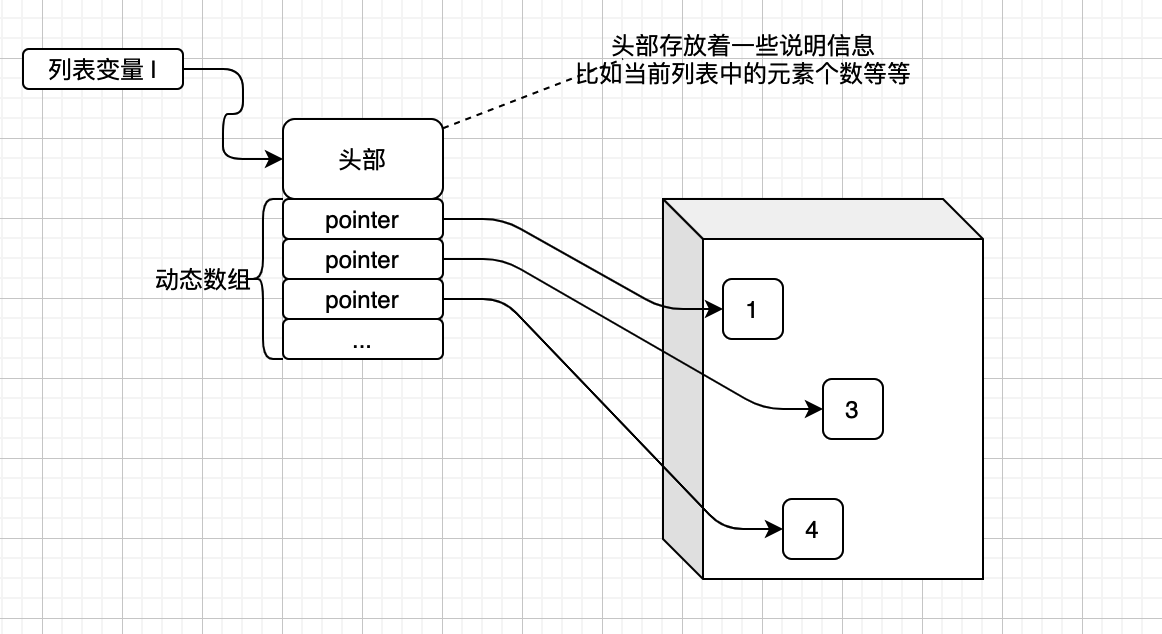 列表变量 l
头部存放着一些说明信息
比如当前列表中的元素个数等等
头部
pointer
pointer
动态数组
pointer
...
1
3
4